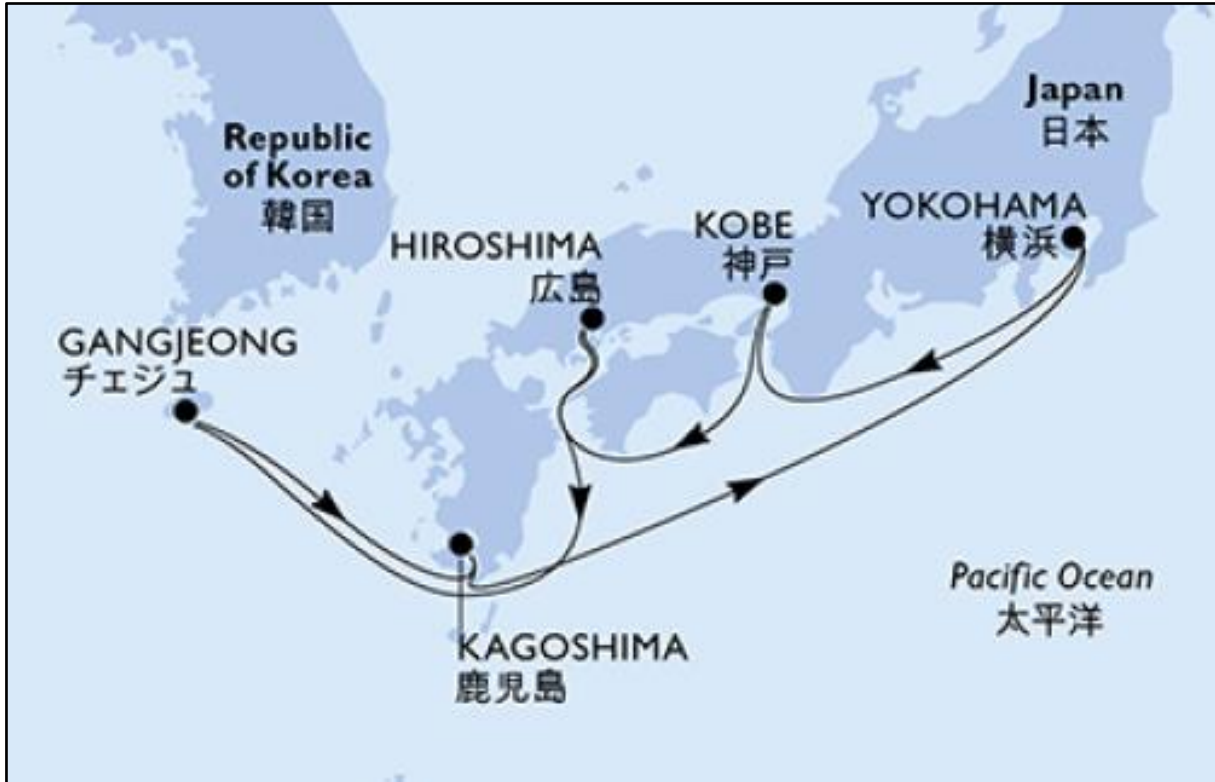 Republic
of Korea
韓国
Japan
日本
YOKOHAMA
横浜
KOBE
神戸
HIROSHIMA
広島
GANGJEONG
チェジュ
Pacific Ocean
太平洋
KAGOSHIMA
鹿児島